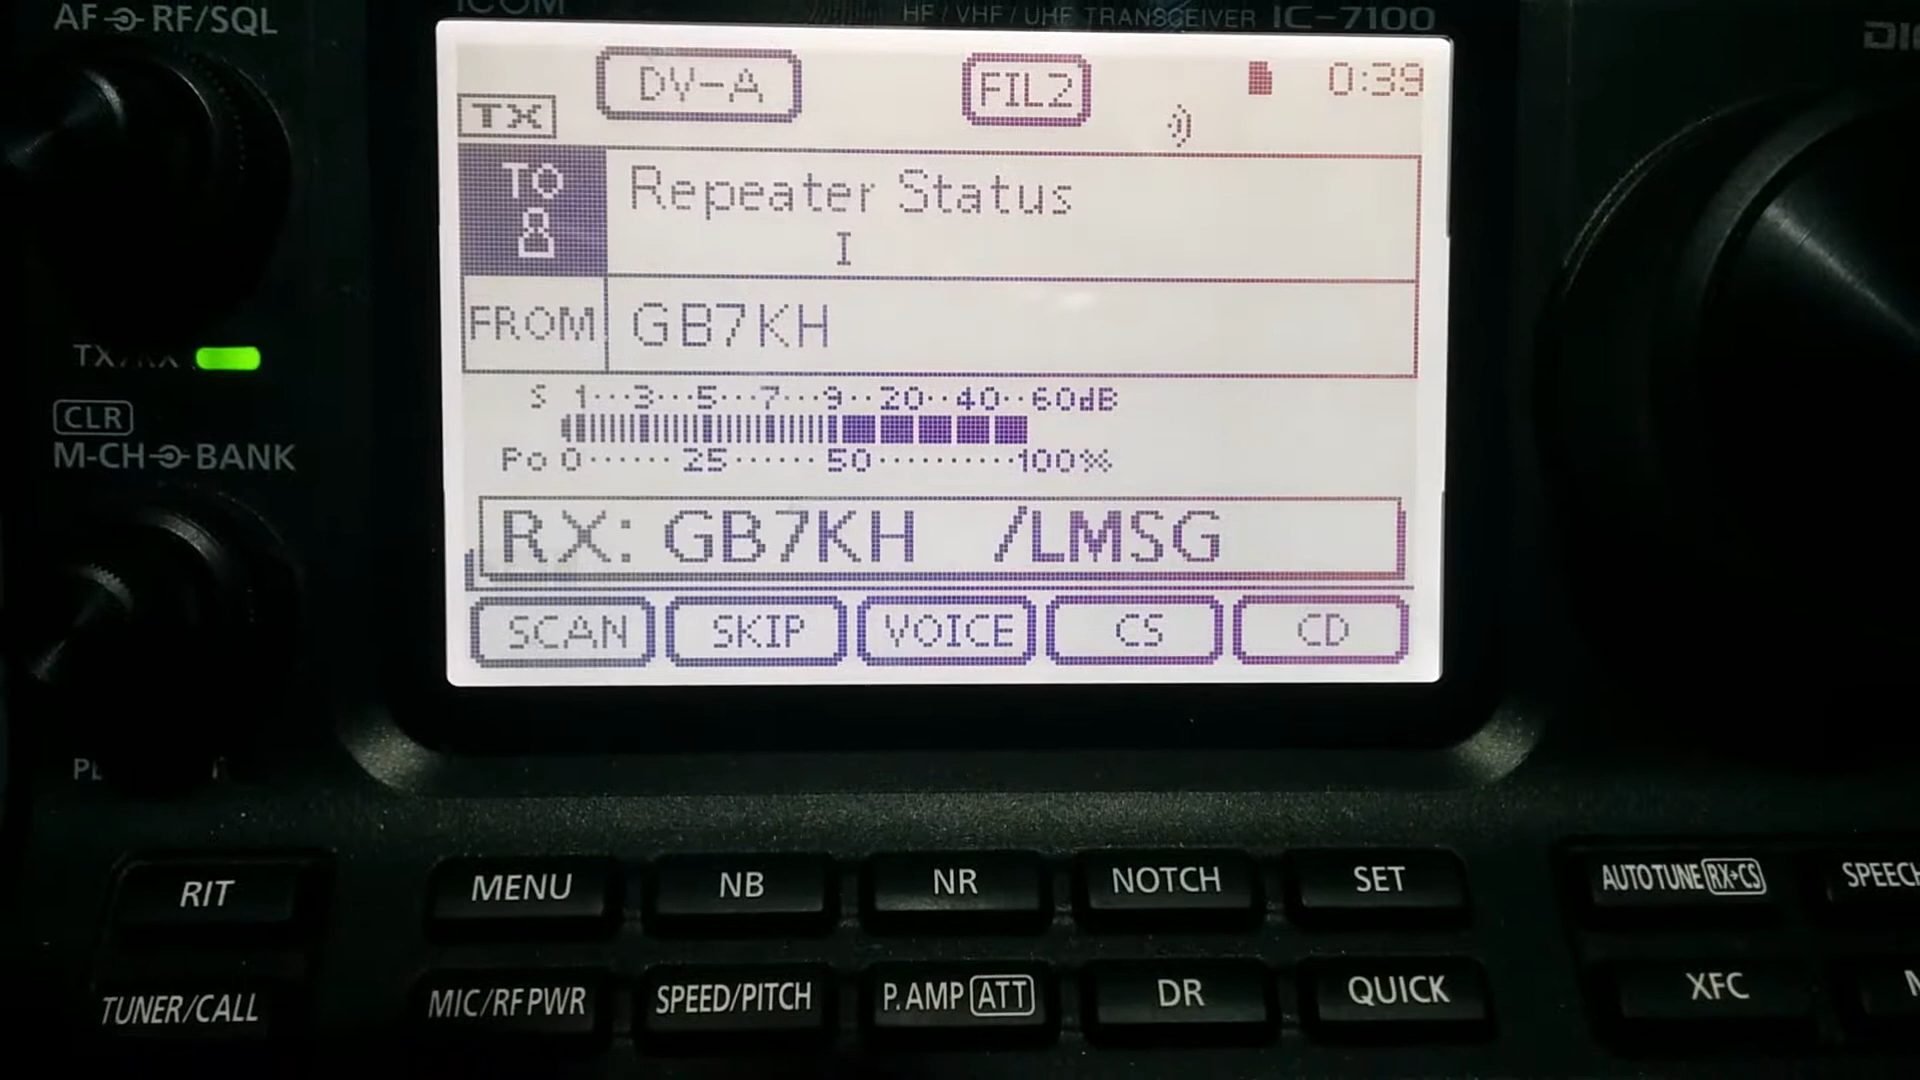 ICOM HF/VHF/UHF TRANSCEIVER IC-7100
AF RF/SQL
DV-A FIL2 0:39
TX
TO Repeater Status
I
FROM GB7KH
TX/RX
S 1···3···5···7···9··20··40··60dB
Po 0······25······50··········100%
CLR
M-CH BANK
RX: GB7KH /LMSG
SCAN SKIP VOICE CS CD
RIT MENU NB NR NOTCH SET AUTOTUNE RX→CS SPEECH
TUNER/CALL MIC/RF PWR SPEED/PITCH P.AMP ATT DR QUICK XFC